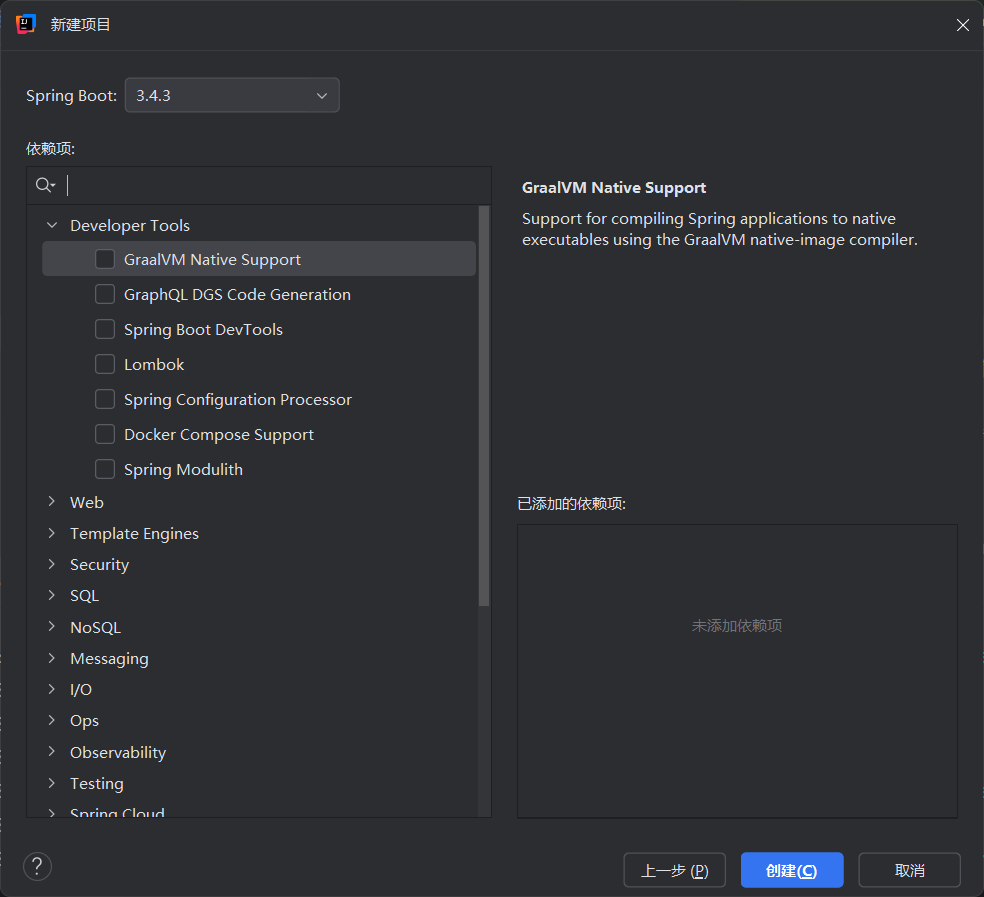 新建项目
Spring Boot: 3.4.3
依赖项:
GraalVM Native Support
Support for compiling Spring applications to native
executables using the GraalVM native-image compiler.
Developer Tools
GraalVM Native Support
GraphQL DGS Code Generation
Spring Boot DevTools
Lombok
Spring Configuration Processor
Docker Compose Support
Spring Modulith
Web
Template Engines
Security
SQL
NoSQL
Messaging
I/O
Ops
Observability
Testing
Spring Cloud
已添加的依赖项:
未添加依赖项
?
上一步 (P)
创建(C)
取消